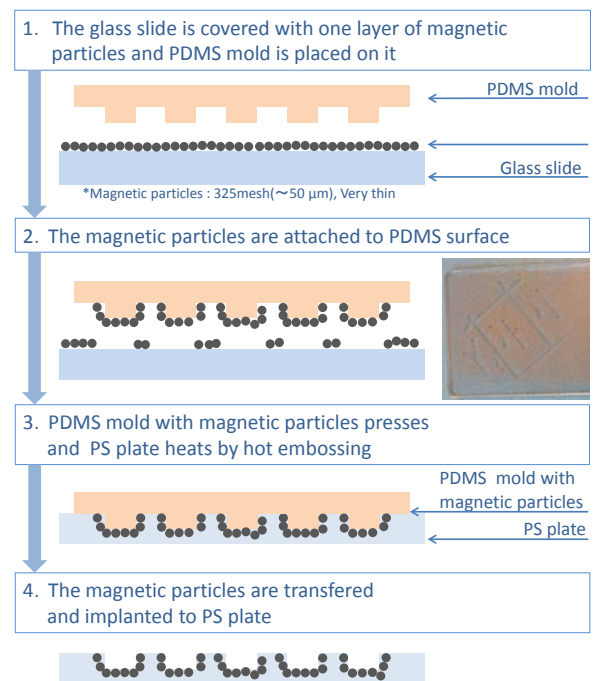 1. The glass slide is covered with one layer of magnetic
particles and PDMS mold is placed on it
PDMS mold
Glass slide
*Magnetic particles : 325mesh(～50 μm), Very thin
2. The magnetic particles are attached to PDMS surface
3. PDMS mold with magnetic particles presses
and PS plate heats by hot embossing
PDMS mold with
magnetic particles
PS plate
4. The magnetic particles are transfered
and implanted to PS plate